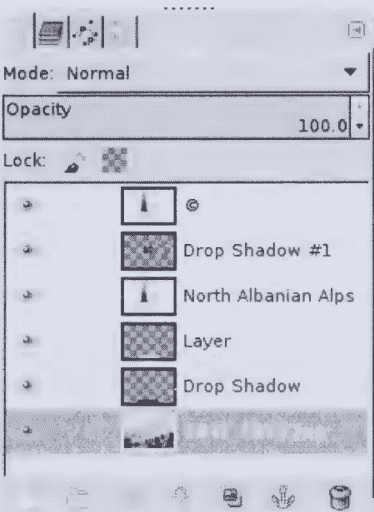 Mode: Normal
Opacity
100.0
Lock:
©
Drop Shadow #1
North Albanian Alps
Layer
Drop Shadow